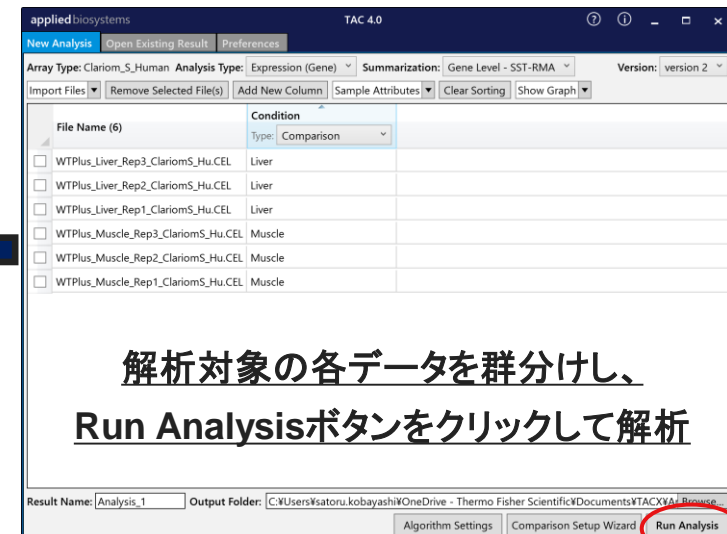 applied biosystems TAC 4.0
New Analysis Open Existing Result Preferences
Array Type: Clariom_S_Human Analysis Type: Expression (Gene) Summarization: Gene Level - SST-RMA Version: version 2
Import Files Remove Selected File(s) Add New Column Sample Attributes Clear Sorting Show Graph
Condition
File Name (6)
Type: Comparison
WTPlus_Liver_Rep3_ClariomS_Hu.CEL Liver
WTPlus_Liver_Rep2_ClariomS_Hu.CEL Liver
WTPlus_Liver_Rep1_ClariomS_Hu.CEL Liver
WTPlus_Muscle_Rep3_ClariomS_Hu.CEL Muscle
WTPlus_Muscle_Rep2_ClariomS_Hu.CEL Muscle
WTPlus_Muscle_Rep1_ClariomS_Hu.CEL Muscle
解析対象の各データを群分けし、
Run Analysisボタンをクリックして解析
Result Name: Analysis_1 Output Folder: C:¥Users¥satoru.kobayashi¥OneDrive - Thermo Fisher Scientific¥Documents¥TACX¥Ar Browse...
Algorithm Settings Comparison Setup Wizard Run Analysis